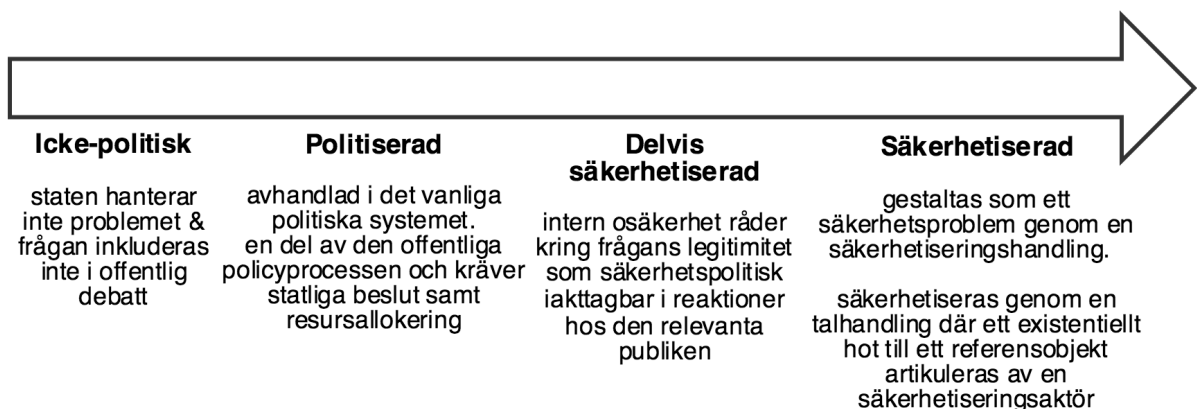 Icke-politisk
staten hanterar
inte problemet &
frågan inkluderas
inte i offentlig
debatt
Politiserad
avhandlad i det vanliga
politiska systemet.
en del av den offentliga
policyprocessen och kräver
statliga beslut samt
resursallokering
Delvis
säkerhetiserad
intern osäkerhet råder
kring frågans legitimitet
som säkerhetspolitisk
iakttagbar i reaktioner
hos den relevanta
publiken
Säkerhetiserad
gestaltas som ett
säkerhetsproblem genom en
säkerhetiseringshandling.
säkerhetiseras genom en
talhandling där ett existentiellt
hot till ett referensobjekt
artikuleras av en
säkerhetiseringsaktör